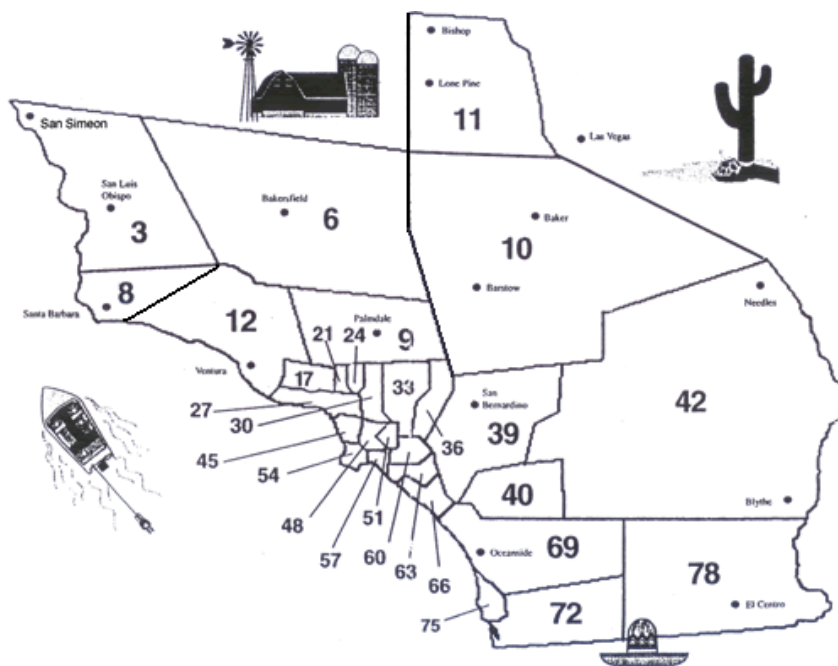 Bishop
Lone Pine
11
San Simeon
Las Vegas
San Luis
Obispo
Bakersfield
6
Baker
3
10
8
Barstow
Needles
Santa Barbara
12
Palmdale
21
24
9
Ventura
17
33
27
San
Bernardino
42
30
36
39
45
54
40
Blythe
48
51
57
60
63
66
Oceanside
69
78
75
72
El Centro